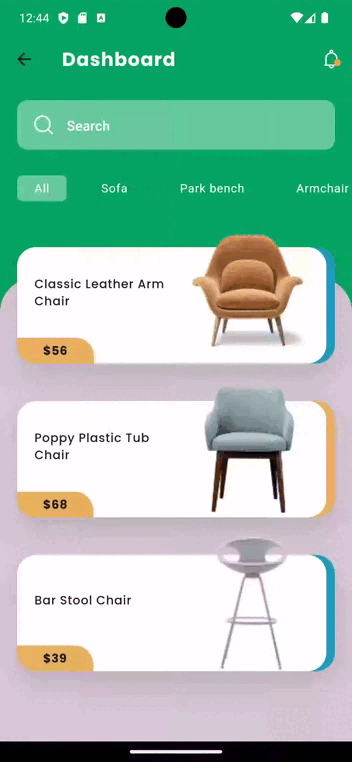 12:44
Dashboard
Search
All Sofa Park bench Armchair
Classic Leather Arm
Chair
$56
Poppy Plastic Tub
Chair
$68
Bar Stool Chair
$39